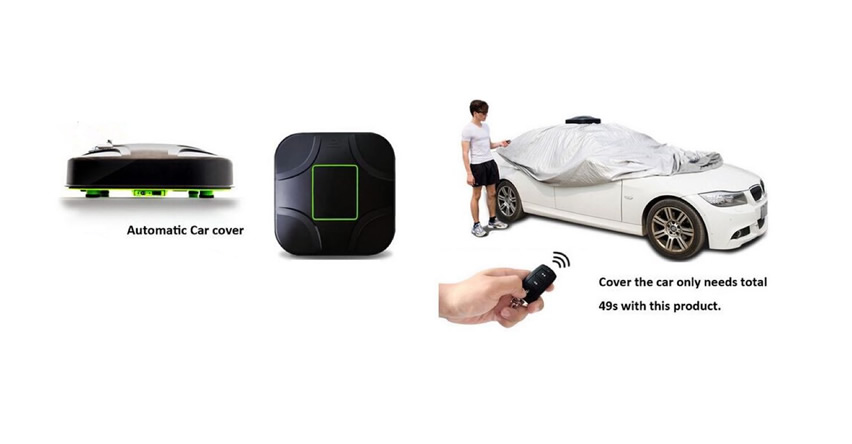 Automatic Car cover
Cover the car only needs total
49s with this product.